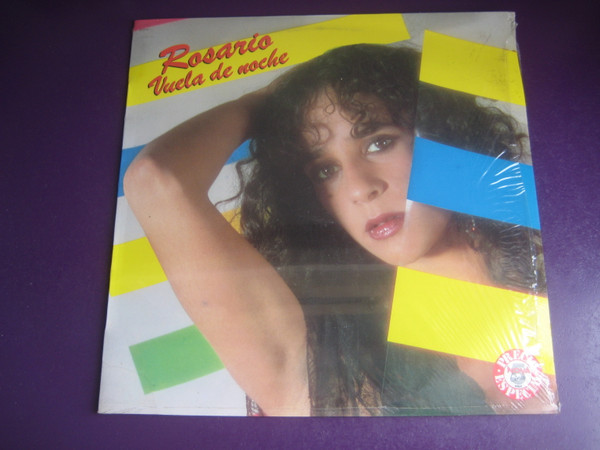 Rosario
Vuela de noche